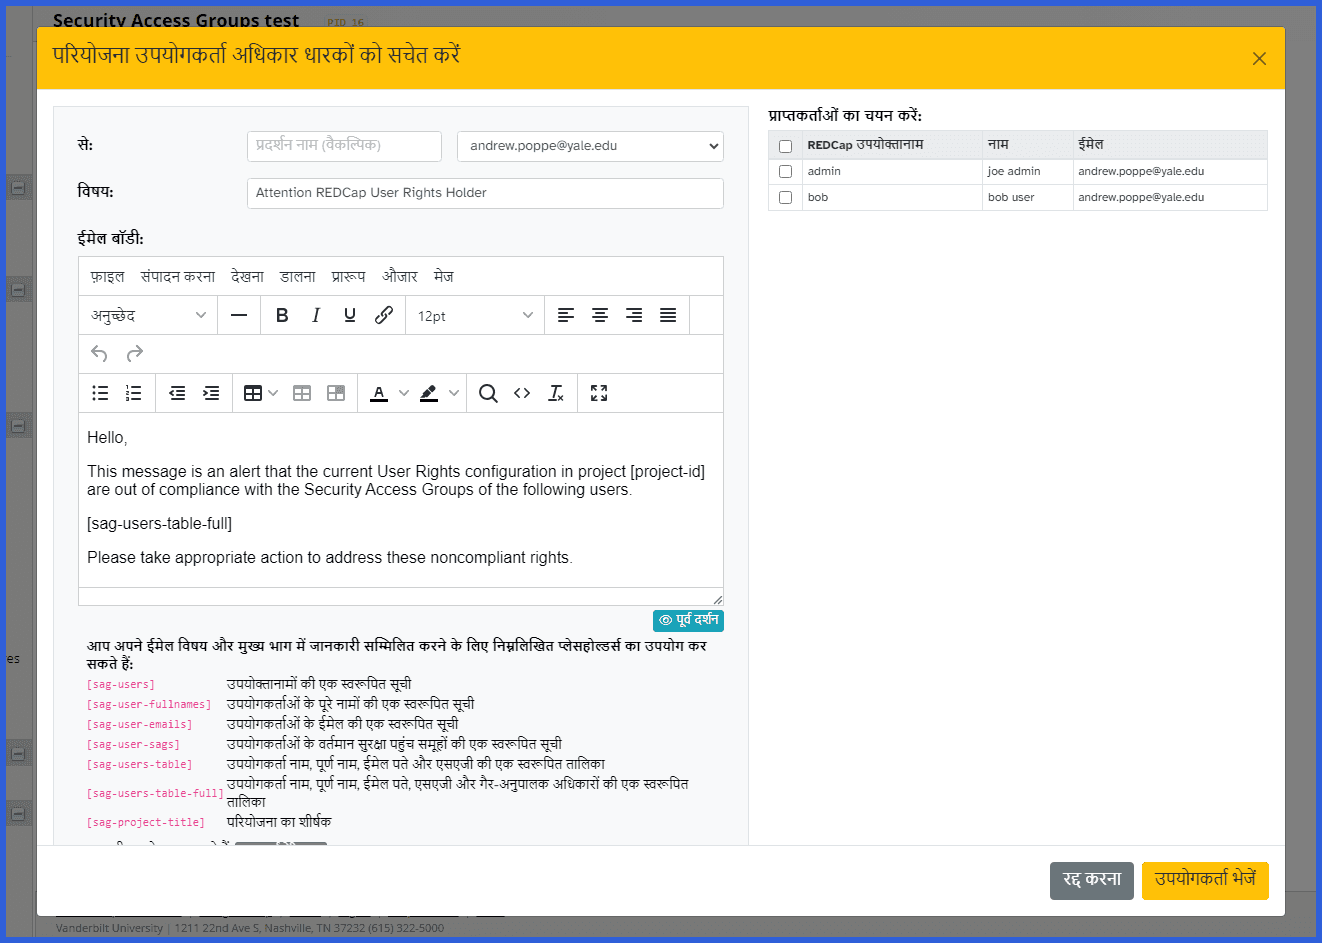 Security Access Groups test PID 16
परियोजना उपयोगकर्ता अधिकार धारकों को सचेत करें
से: प्रदर्शन नाम (वैकल्पिक) andrew.poppe@yale.edu
विषय: Attention REDCap User Rights Holder
ईमेल बॉडी:
फ़ाइल संपादन करना देखना डालना प्रारूप औजार मेज
अनुच्छेद 12pt
Hello,
This message is an alert that the current User Rights configuration in project [project-id]
are out of compliance with the Security Access Groups of the following users.
[sag-users-table-full]
Please take appropriate action to address these noncompliant rights.
पूर्व दर्शन
आप अपने ईमेल विषय और मुख्य भाग में जानकारी सम्मिलित करने के लिए निम्नलिखित प्लेसहोल्डर्स का उपयोग कर
सकते हैं:
[sag-users] उपयोक्तानामों की एक स्वरूपित सूची
[sag-user-fullnames] उपयोगकर्ताओं के पूरे नामों की एक स्वरूपित सूची
[sag-user-emails] उपयोगकर्ताओं के ईमेल की एक स्वरूपित सूची
[sag-user-sags] उपयोगकर्ताओं के वर्तमान सुरक्षा पहुंच समूहों की एक स्वरूपित सूची
[sag-users-table] उपयोगकर्ता नाम, पूर्ण नाम, ईमेल पते और एसएजी की एक स्वरूपित तालिका
[sag-users-table-full] उपयोगकर्ता नाम, पूर्ण नाम, ईमेल पते, एसएजी और गैर-अनुपालक अधिकारों की एक स्वरूपित
तालिका
[sag-project-title] परियोजना का शीर्षक
प्राप्तकर्ताओं का चयन करें:
REDCap उपयोक्तानाम नाम ईमेल
admin joe admin andrew.poppe@yale.edu
bob bob user andrew.poppe@yale.edu
रद्द करना उपयोगकर्ता भेजें
es
Vanderbilt University | 1211 22nd Ave S, Nashville, TN 37232 (615) 322-5000